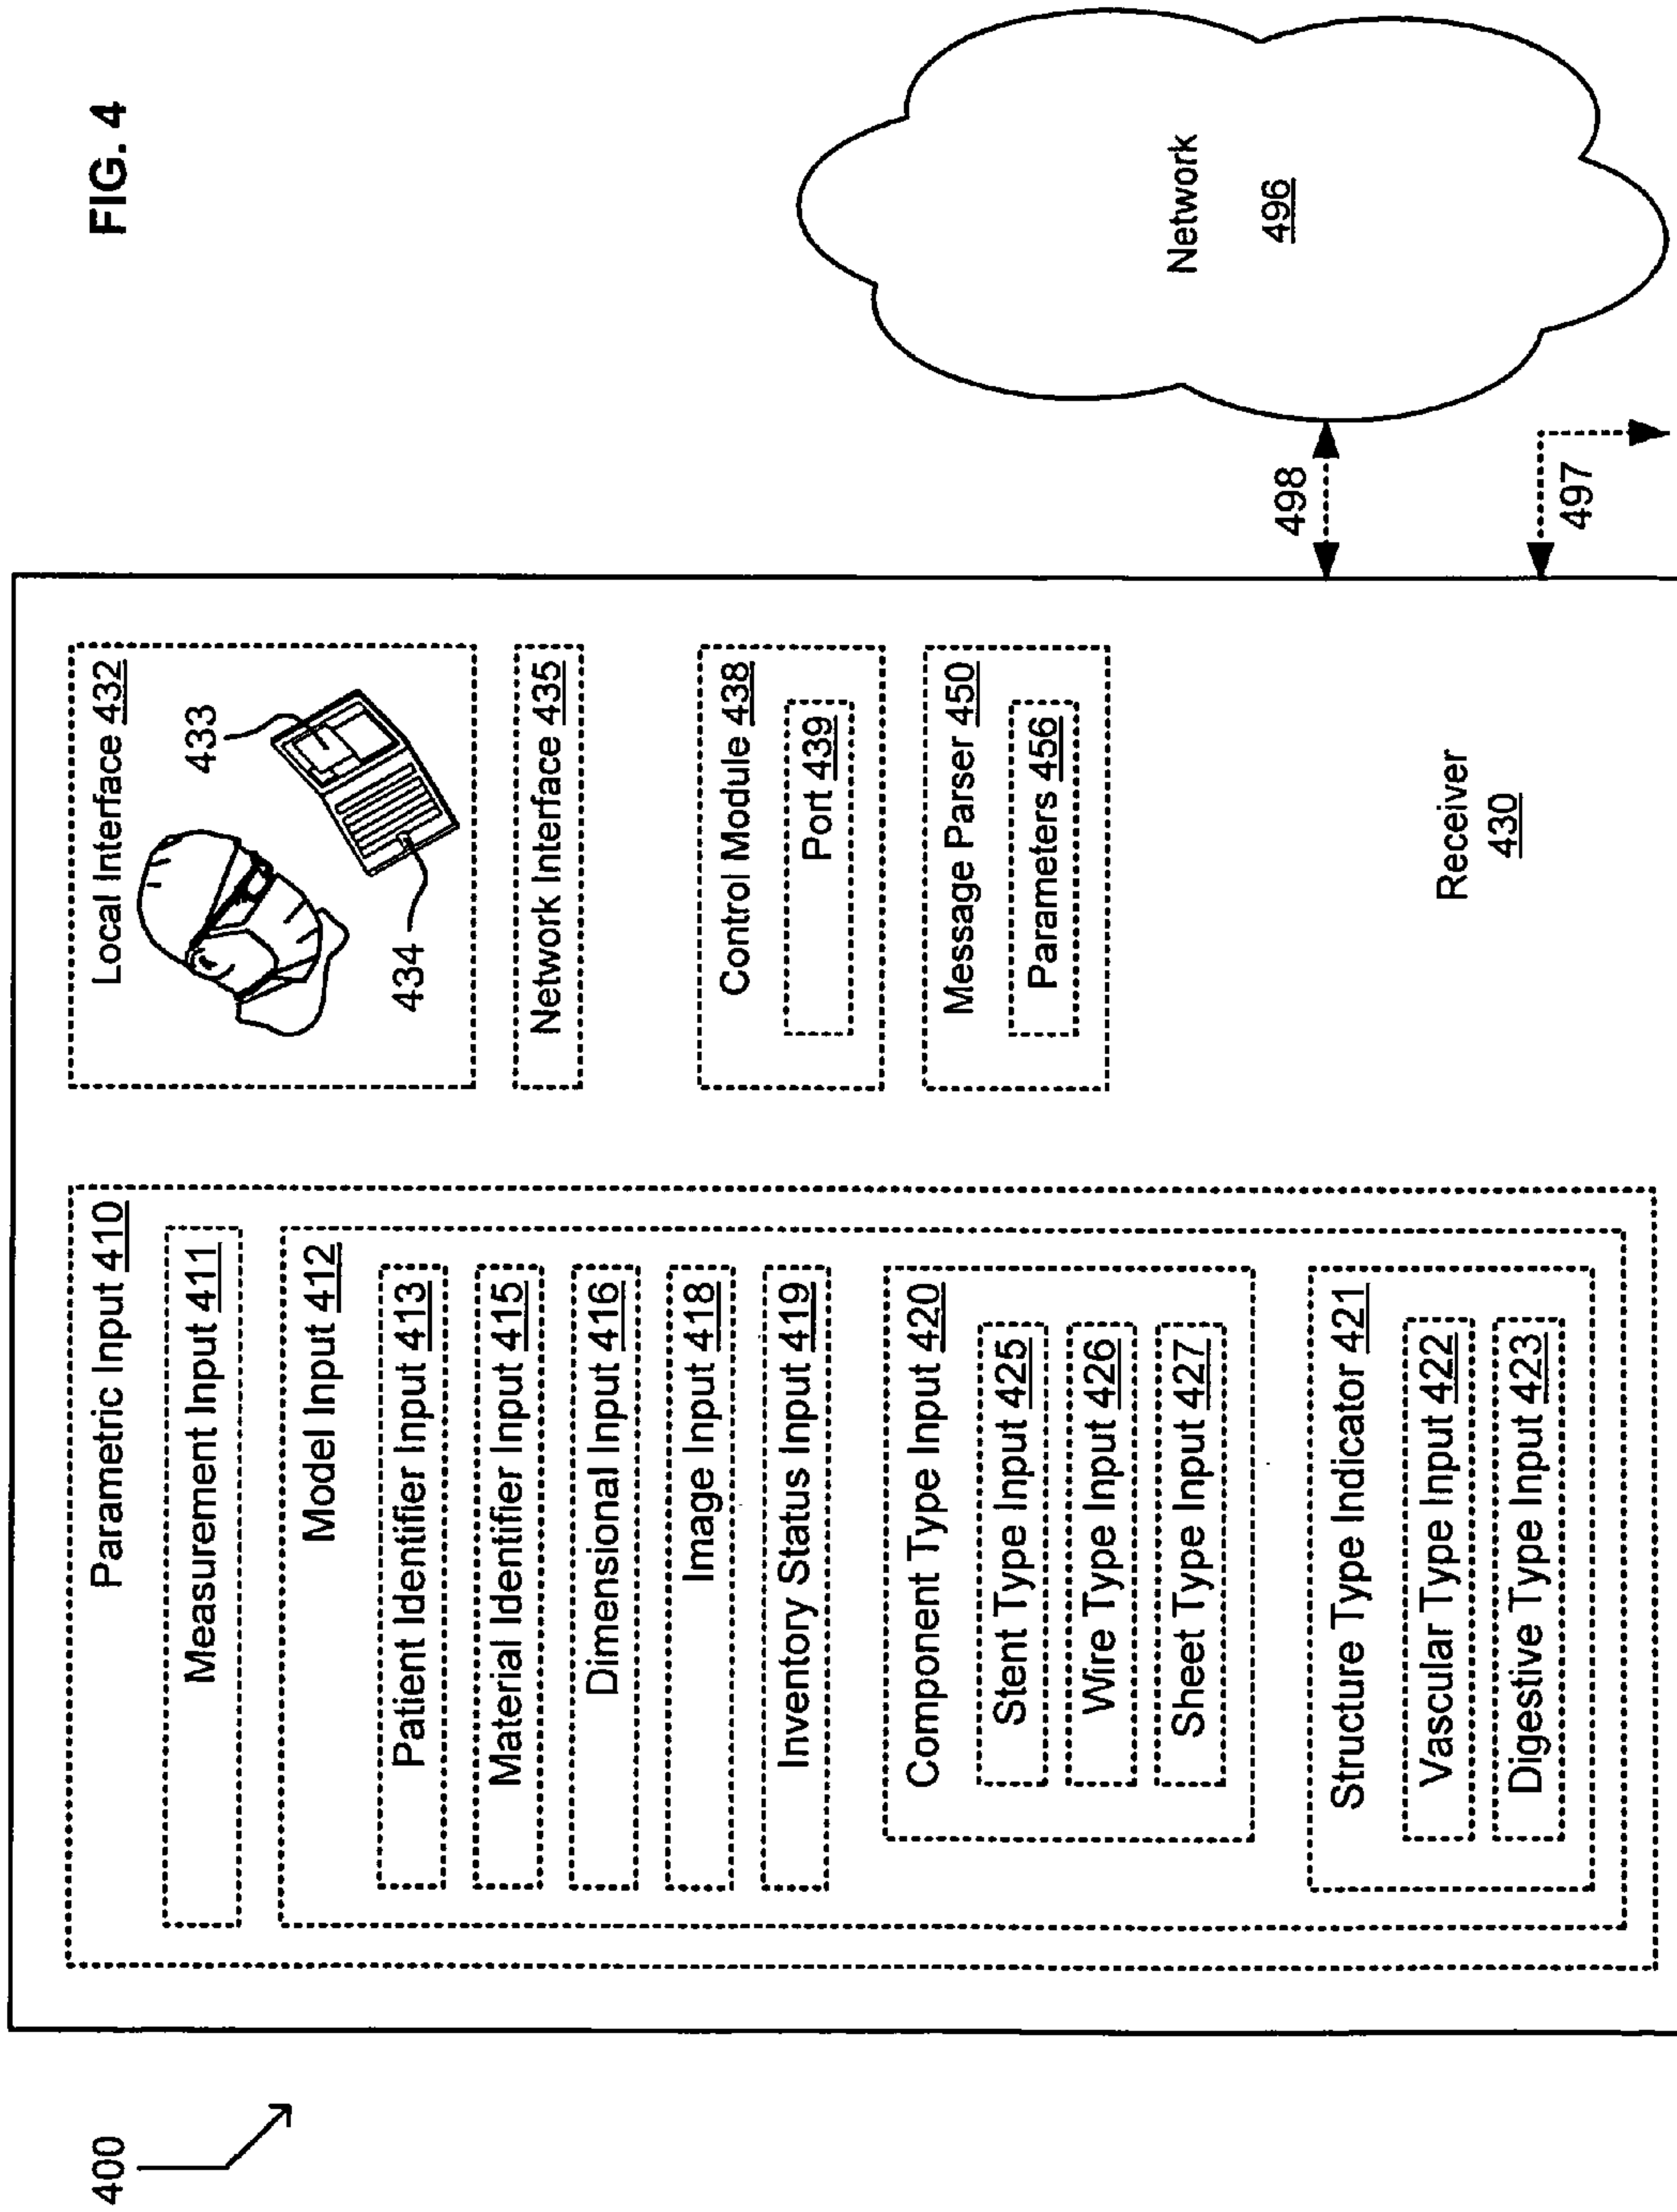 FIG. 4
400
Parametric Input 410
Measurement Input 411
Model Input 412
Patient Identifier Input 413
Material Identifier Input 415
Dimensional Input 416
Image Input 418
Inventory Status Input 419
Component Type Input 420
Stent Type Input 425
Wire Type Input 426
Sheet Type Input 427
Structure Type Indicator 421
Vascular Type Input 422
Digestive Type Input 423
Local Interface 432
433
434
Network Interface 435
Control Module 438
Port 439
Message Parser 450
Parameters 456
Receiver
430
498
497
Network
496